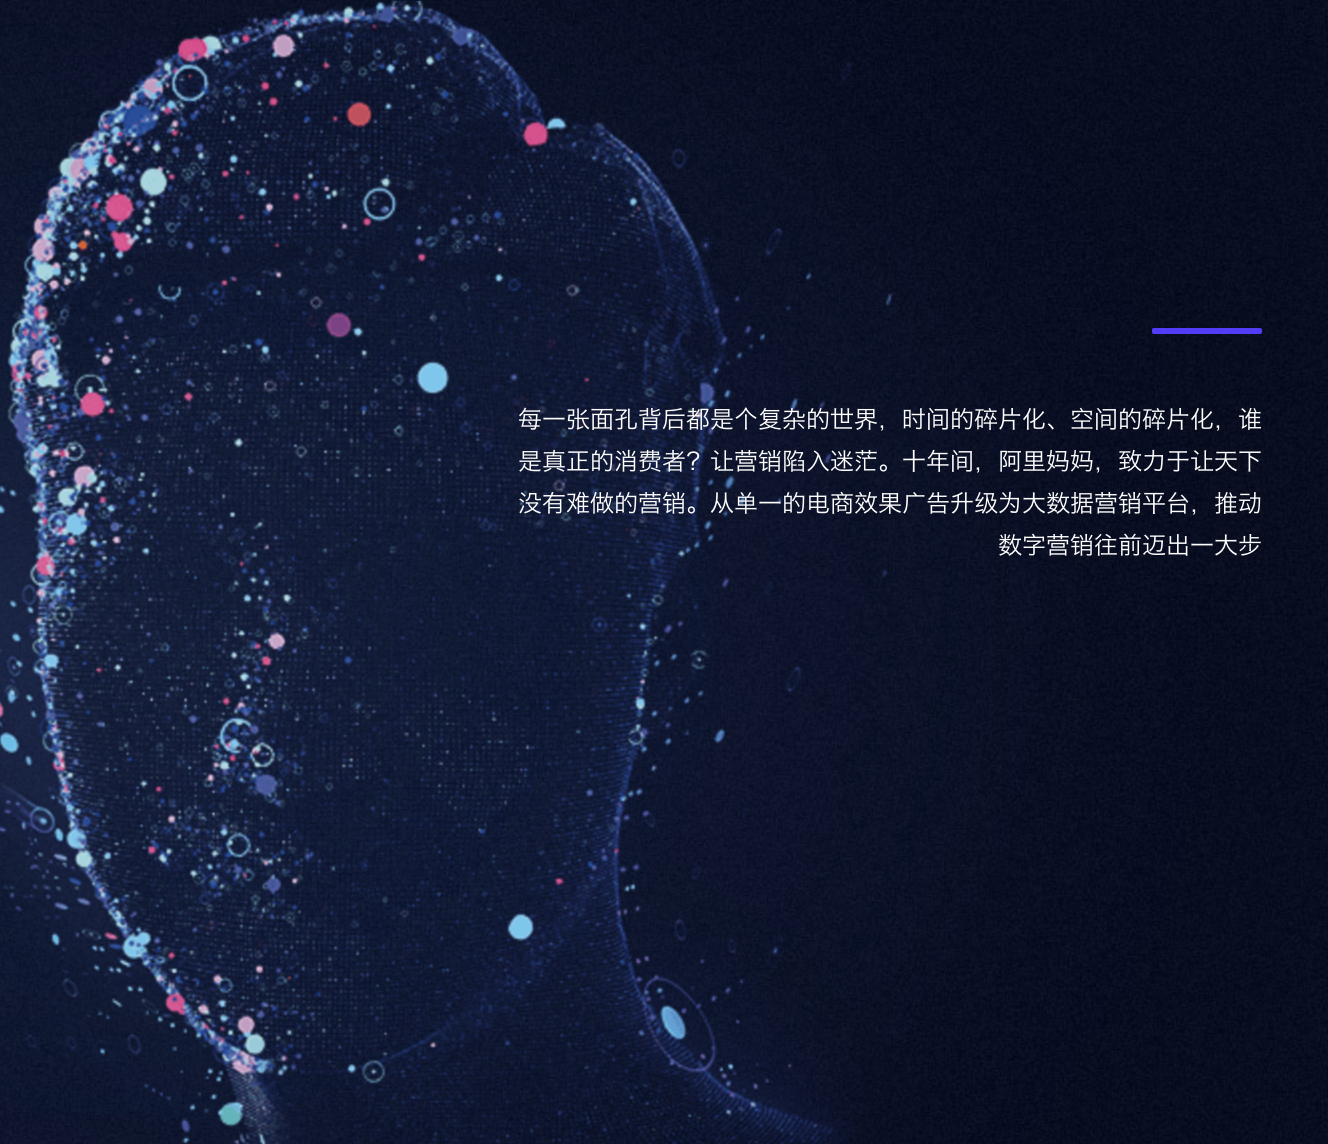 每一张面孔背后都是个复杂的世界，时间的碎片化、空间的碎片化，谁
是真正的消费者？让营销陷入迷茫。十年间，阿里妈妈，致力于让天下
没有难做的营销。从单一的电商效果广告升级为大数据营销平台，推动
数字营销往前迈出一大步